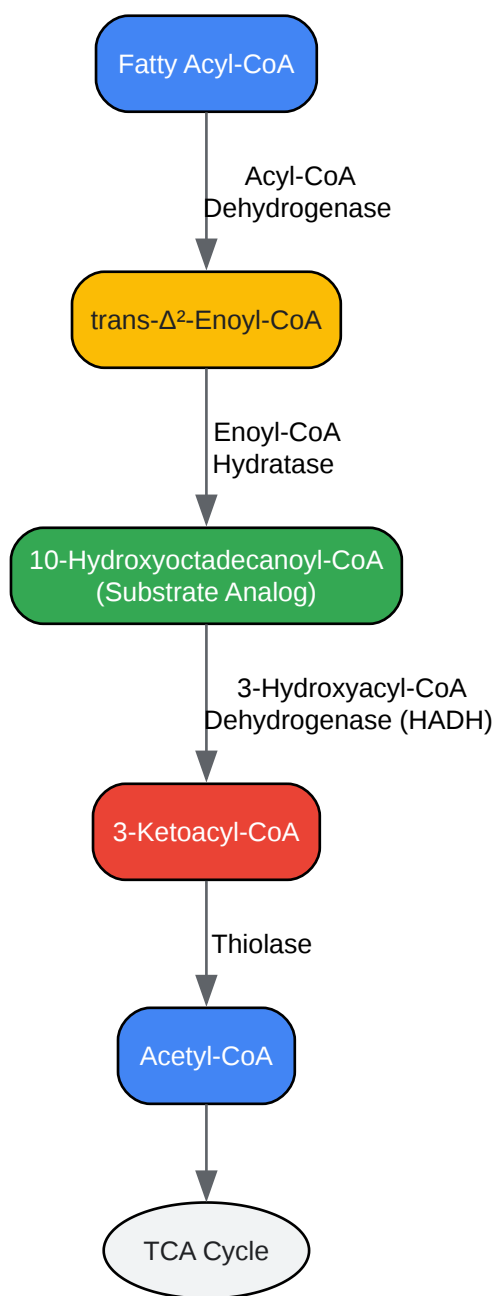 Fatty Acyl-CoA
Acyl-CoA
Dehydrogenase
trans-Δ²-Enoyl-CoA
Enoyl-CoA
Hydratase
10-Hydroxyoctadecanoyl-CoA
(Substrate Analog)
3-Hydroxyacyl-CoA
Dehydrogenase (HADH)
3-Ketoacyl-CoA
Thiolase
Acetyl-CoA
TCA Cycle